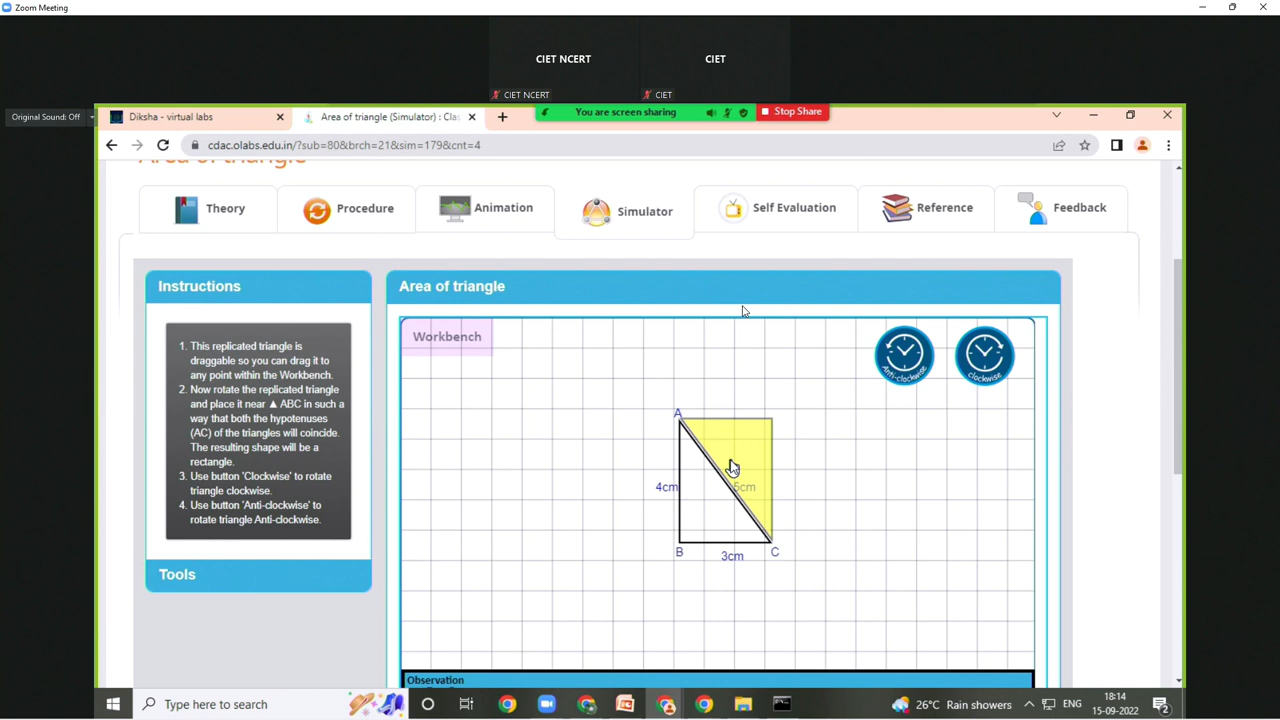 Zoom Meeting
CIET NCERT
CIET
CIET NCERT
CIET
Original Sound: Off
Diksha - virtual labs
Area of triangle (Simulator) : Clas
You are screen sharing
Stop Share
cdac.olabs.edu.in/?sub=80&brch=21&sim=179&cnt=4
Area of triangle
Theory
Procedure
Animation
Simulator
Self Evaluation
Reference
Feedback
Instructions
1. This replicated triangle is
draggable so you can drag it to
any point within the Workbench.
2. Now rotate the replicated triangle
and place it near ▲ ABC in such a
way that both the hypotenuses
(AC) of the triangles will coincide.
The resulting shape will be a
rectangle.
3. Use button 'Clockwise' to rotate
triangle clockwise.
4. Use button 'Anti-clockwise' to
rotate triangle Anti-clockwise.
Tools
Area of triangle
Workbench
Anti-clockwise
clockwise
A
4cm
5cm
B
3cm
C
Observation
Type here to search
26°C Rain showers
ENG
18:14
15-09-2022
2